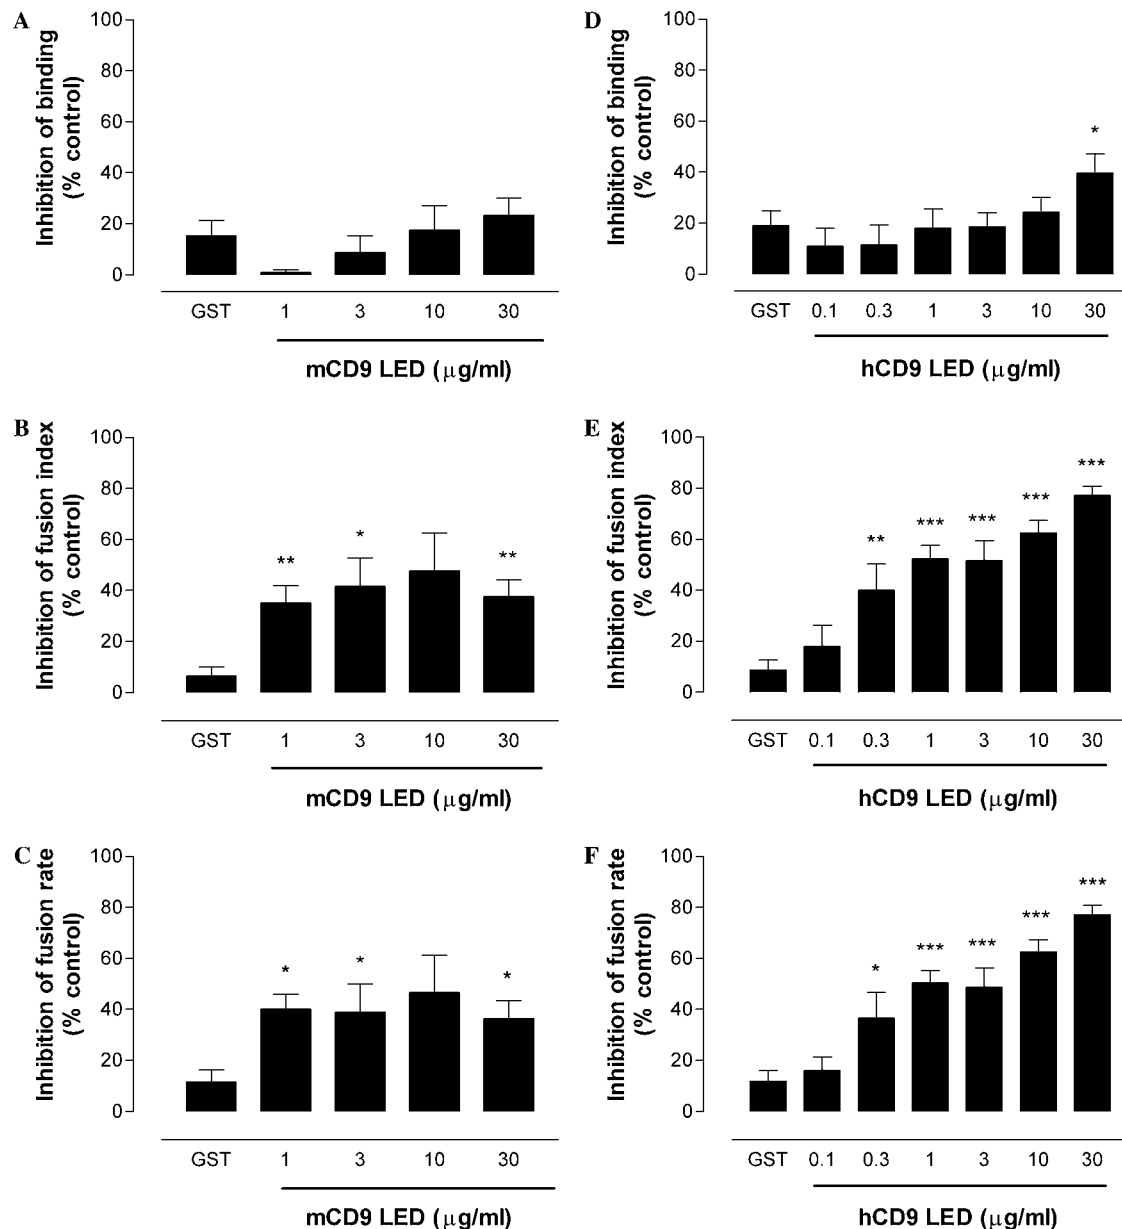 A
Inhibition of binding
(% control)
100
80
60
40
20
0
GST 1 3 10 30
mCD9 LED (μg/ml)
D
Inhibition of binding
(% control)
100
80
60
40
20
0
*
GST 0.1 0.3 1 3 10 30
hCD9 LED (μg/ml)
B
Inhibition of fusion index
(% control)
100
80
60
40
20
0
** * **
GST 1 3 10 30
mCD9 LED (μg/ml)
E
Inhibition of fusion index
(% control)
100
80
60
40
20
0
** *** *** *** ***
GST 0.1 0.3 1 3 10 30
hCD9 LED (μg/ml)
C
Inhibition of fusion rate
(% control)
100
80
60
40
20
0
* * *
GST 1 3 10 30
mCD9 LED (μg/ml)
F
Inhibition of fusion rate
(% control)
100
80
60
40
20
0
* *** *** *** ***
GST 0.1 0.3 1 3 10 30
hCD9 LED (μg/ml)